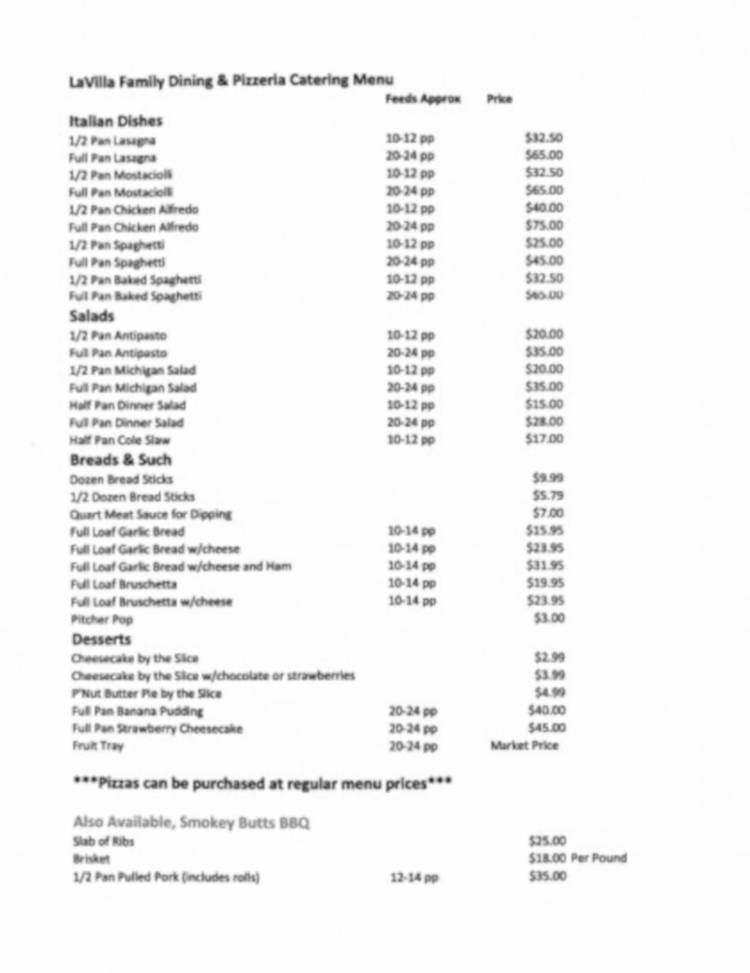 LaVilla Family Dining & Pizzeria Catering Menu
Feeds Approx Price
Italian Dishes
1/2 Pan Lasagna 10-12 pp $32.50
Full Pan Lasagna 20-24 pp $65.00
1/2 Pan Mostaciolli 10-12 pp $32.50
Full Pan Mostaciolli 20-24 pp $65.00
1/2 Pan Chicken Alfredo 10-12 pp $40.00
Full Pan Chicken Alfredo 20-24 pp $75.00
1/2 Pan Spaghetti 10-12 pp $25.00
Full Pan Spaghetti 20-24 pp $45.00
1/2 Pan Baked Spaghetti 10-12 pp $32.50
Full Pan Baked Spaghetti 20-24 pp $65.00
Salads
1/2 Pan Antipasto 10-12 pp $20.00
Full Pan Antipasto 20-24 pp $35.00
1/2 Pan Michigan Salad 10-12 pp $20.00
Full Pan Michigan Salad 20-24 pp $35.00
Half Pan Dinner Salad 10-12 pp $15.00
Full Pan Dinner Salad 20-24 pp $28.00
Half Pan Cole Slaw 10-12 pp $17.00
Breads & Such
Dozen Bread Sticks $9.99
1/2 Dozen Bread Sticks $5.79
Quart Meat Sauce for Dipping $7.00
Full Loaf Garlic Bread 10-14 pp $15.95
Full Loaf Garlic Bread w/cheese 10-14 pp $23.95
Full Loaf Garlic Bread w/cheese and Ham 10-14 pp $31.95
Full Loaf Bruschetta 10-14 pp $19.95
Full Loaf Bruschetta w/cheese 10-14 pp $23.95
Pitcher Pop $3.00
Desserts
Cheesecake by the Slice $2.99
Cheesecake by the Slice w/chocolate or strawberries $3.99
P'Nut Butter Pie by the Slice $4.99
Full Pan Banana Pudding 20-24 pp $40.00
Full Pan Strawberry Cheesecake 20-24 pp $45.00
Fruit Tray 20-24 pp Market Price
***Pizzas can be purchased at regular menu prices***
Also Available, Smokey Butts BBQ
Slab of Ribs $25.00
Brisket $18.00 Per Pound
1/2 Pan Pulled Pork (includes rolls) 12-14 pp $35.00